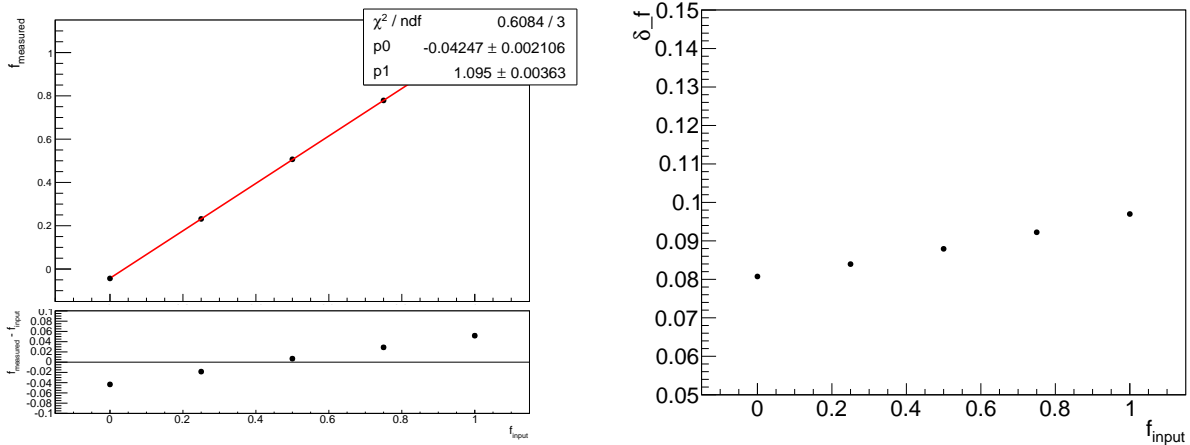 χ² / ndf 0.6084 / 3
p0 -0.04247 ± 0.002106
p1 1.095 ± 0.00363
f_measured
1
0.8
0.6
0.4
0.2
0
f_measured - f_input
0.1
0.08
0.06
0.04
0.02
0
-0.02
-0.04
-0.06
-0.08
-0.1
0 0.2 0.4 0.6 0.8 1
f_input
δ_f
0.15
0.14
0.13
0.12
0.11
0.1
0.09
0.08
0.07
0.06
0.05
0 0.2 0.4 0.6 0.8 1
f_input